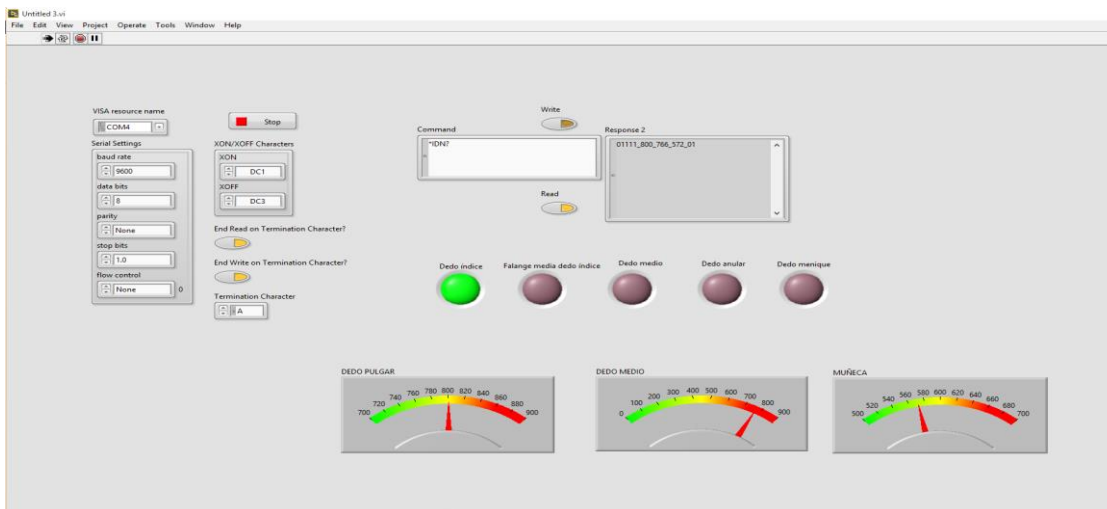 Untitled 3.vi
File Edit View Project Operate Tools Window Help
VISA resource name
COM4
Stop
Serial Settings
baud rate
9600
data bits
8
parity
None
stop bits
1.0
flow control
None 0
XON/XOFF Characters
XON
DC1
XOFF
DC3
End Read on Termination Character?
End Write on Termination Character?
Termination Character
A
Write
Command
*IDN?
Read
Response 2
01111_800_766_572_01
Dedo índice Falange media dedo índice Dedo medio Dedo anular Dedo menique
DEDO PULGAR
700 720 740 760 780 800 820 840 860 880 900
DEDO MEDIO
0 100 200 300 400 500 600 700 800 900
MUÑECA
500 520 540 560 580 600 620 640 660 680 700